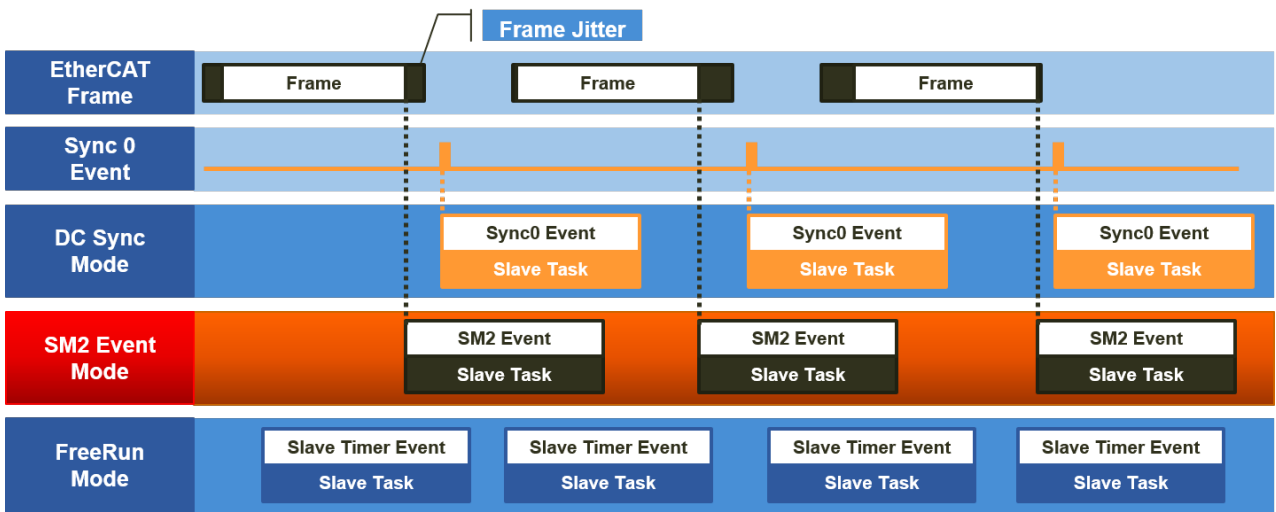 Frame Jitter
EtherCAT
Frame
Frame
Frame
Frame
Sync 0
Event
DC Sync
Mode
Sync0 Event
Slave Task
Sync0 Event
Slave Task
Sync0 Event
Slave Task
SM2 Event
Mode
SM2 Event
Slave Task
SM2 Event
Slave Task
SM2 Event
Slave Task
FreeRun
Mode
Slave Timer Event
Slave Task
Slave Timer Event
Slave Task
Slave Timer Event
Slave Task
Slave Timer Event
Slave Task